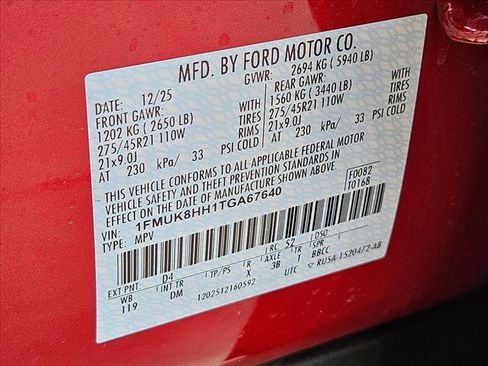 MFD. BY FORD MOTOR CO.
DATE: 12/25 GVWR: 2694 KG ( 5940 LB)
FRONT GAWR: REAR GAWR:
1202 KG ( 2650 LB) 1560 KG ( 3440 LB)
275/45R21 110W TIRES 275/45R21 110W TIRES
21x9.0J RIMS 21x9.0J RIMS
AT 230 kPa/ 33 PSI COLD AT 230 kPa/ 33 PSI COLD
THIS VEHICLE CONFORMS TO ALL APPLICABLE FEDERAL MOTOR
VEHICLE SAFETY AND THEFT PREVENTION STANDARDS IN
EFFECT ON THE DATE OF MANUFACTURE SHOWN ABOVE.
VIN: 1FMUK8HH1TGA67640 F0082
TYPE: MPV T0168
EXT PNT: D4 RC: 52 DSO:
WB INT TR TP/PS R AXLE TR SPR
119 DM X 3B T BBCC
1202512160592 UTC ▽ RU5A-1520472-AB